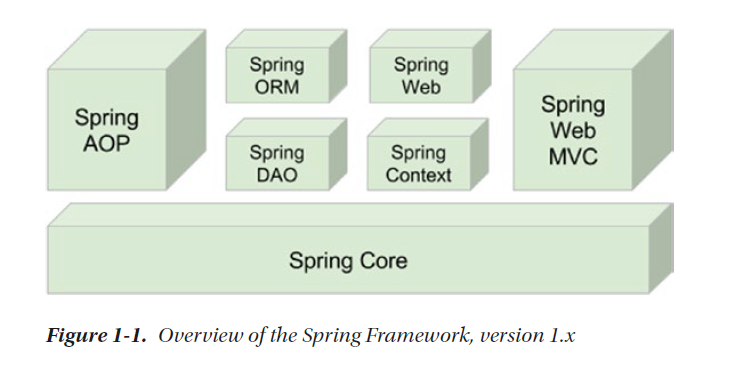 Spring
AOP
Spring
ORM
Spring
Web
Spring
DAO
Spring
Context
Spring
Web
MVC
Spring Core
Figure 1-1. Overview of the Spring Framework, version 1.x